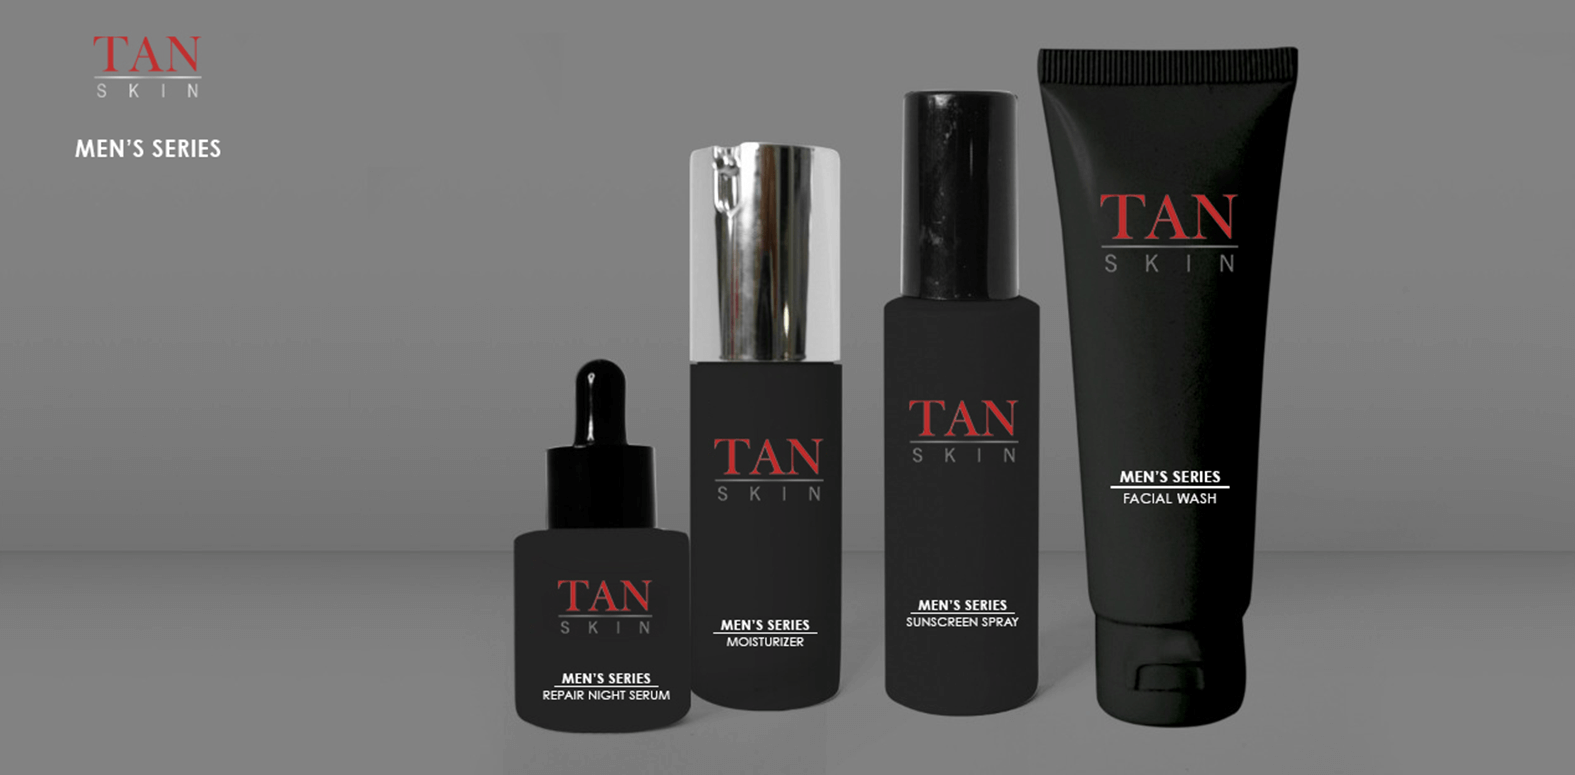 TAN
SKIN
MEN'S SERIES
TAN
SKIN
MEN'S SERIES
REPAIR NIGHT SERUM
TAN
SKIN
MEN'S SERIES
MOISTURIZER
TAN
SKIN
MEN'S SERIES
SUNSCREEN SPRAY
TAN
SKIN
MEN'S SERIES
FACIAL WASH